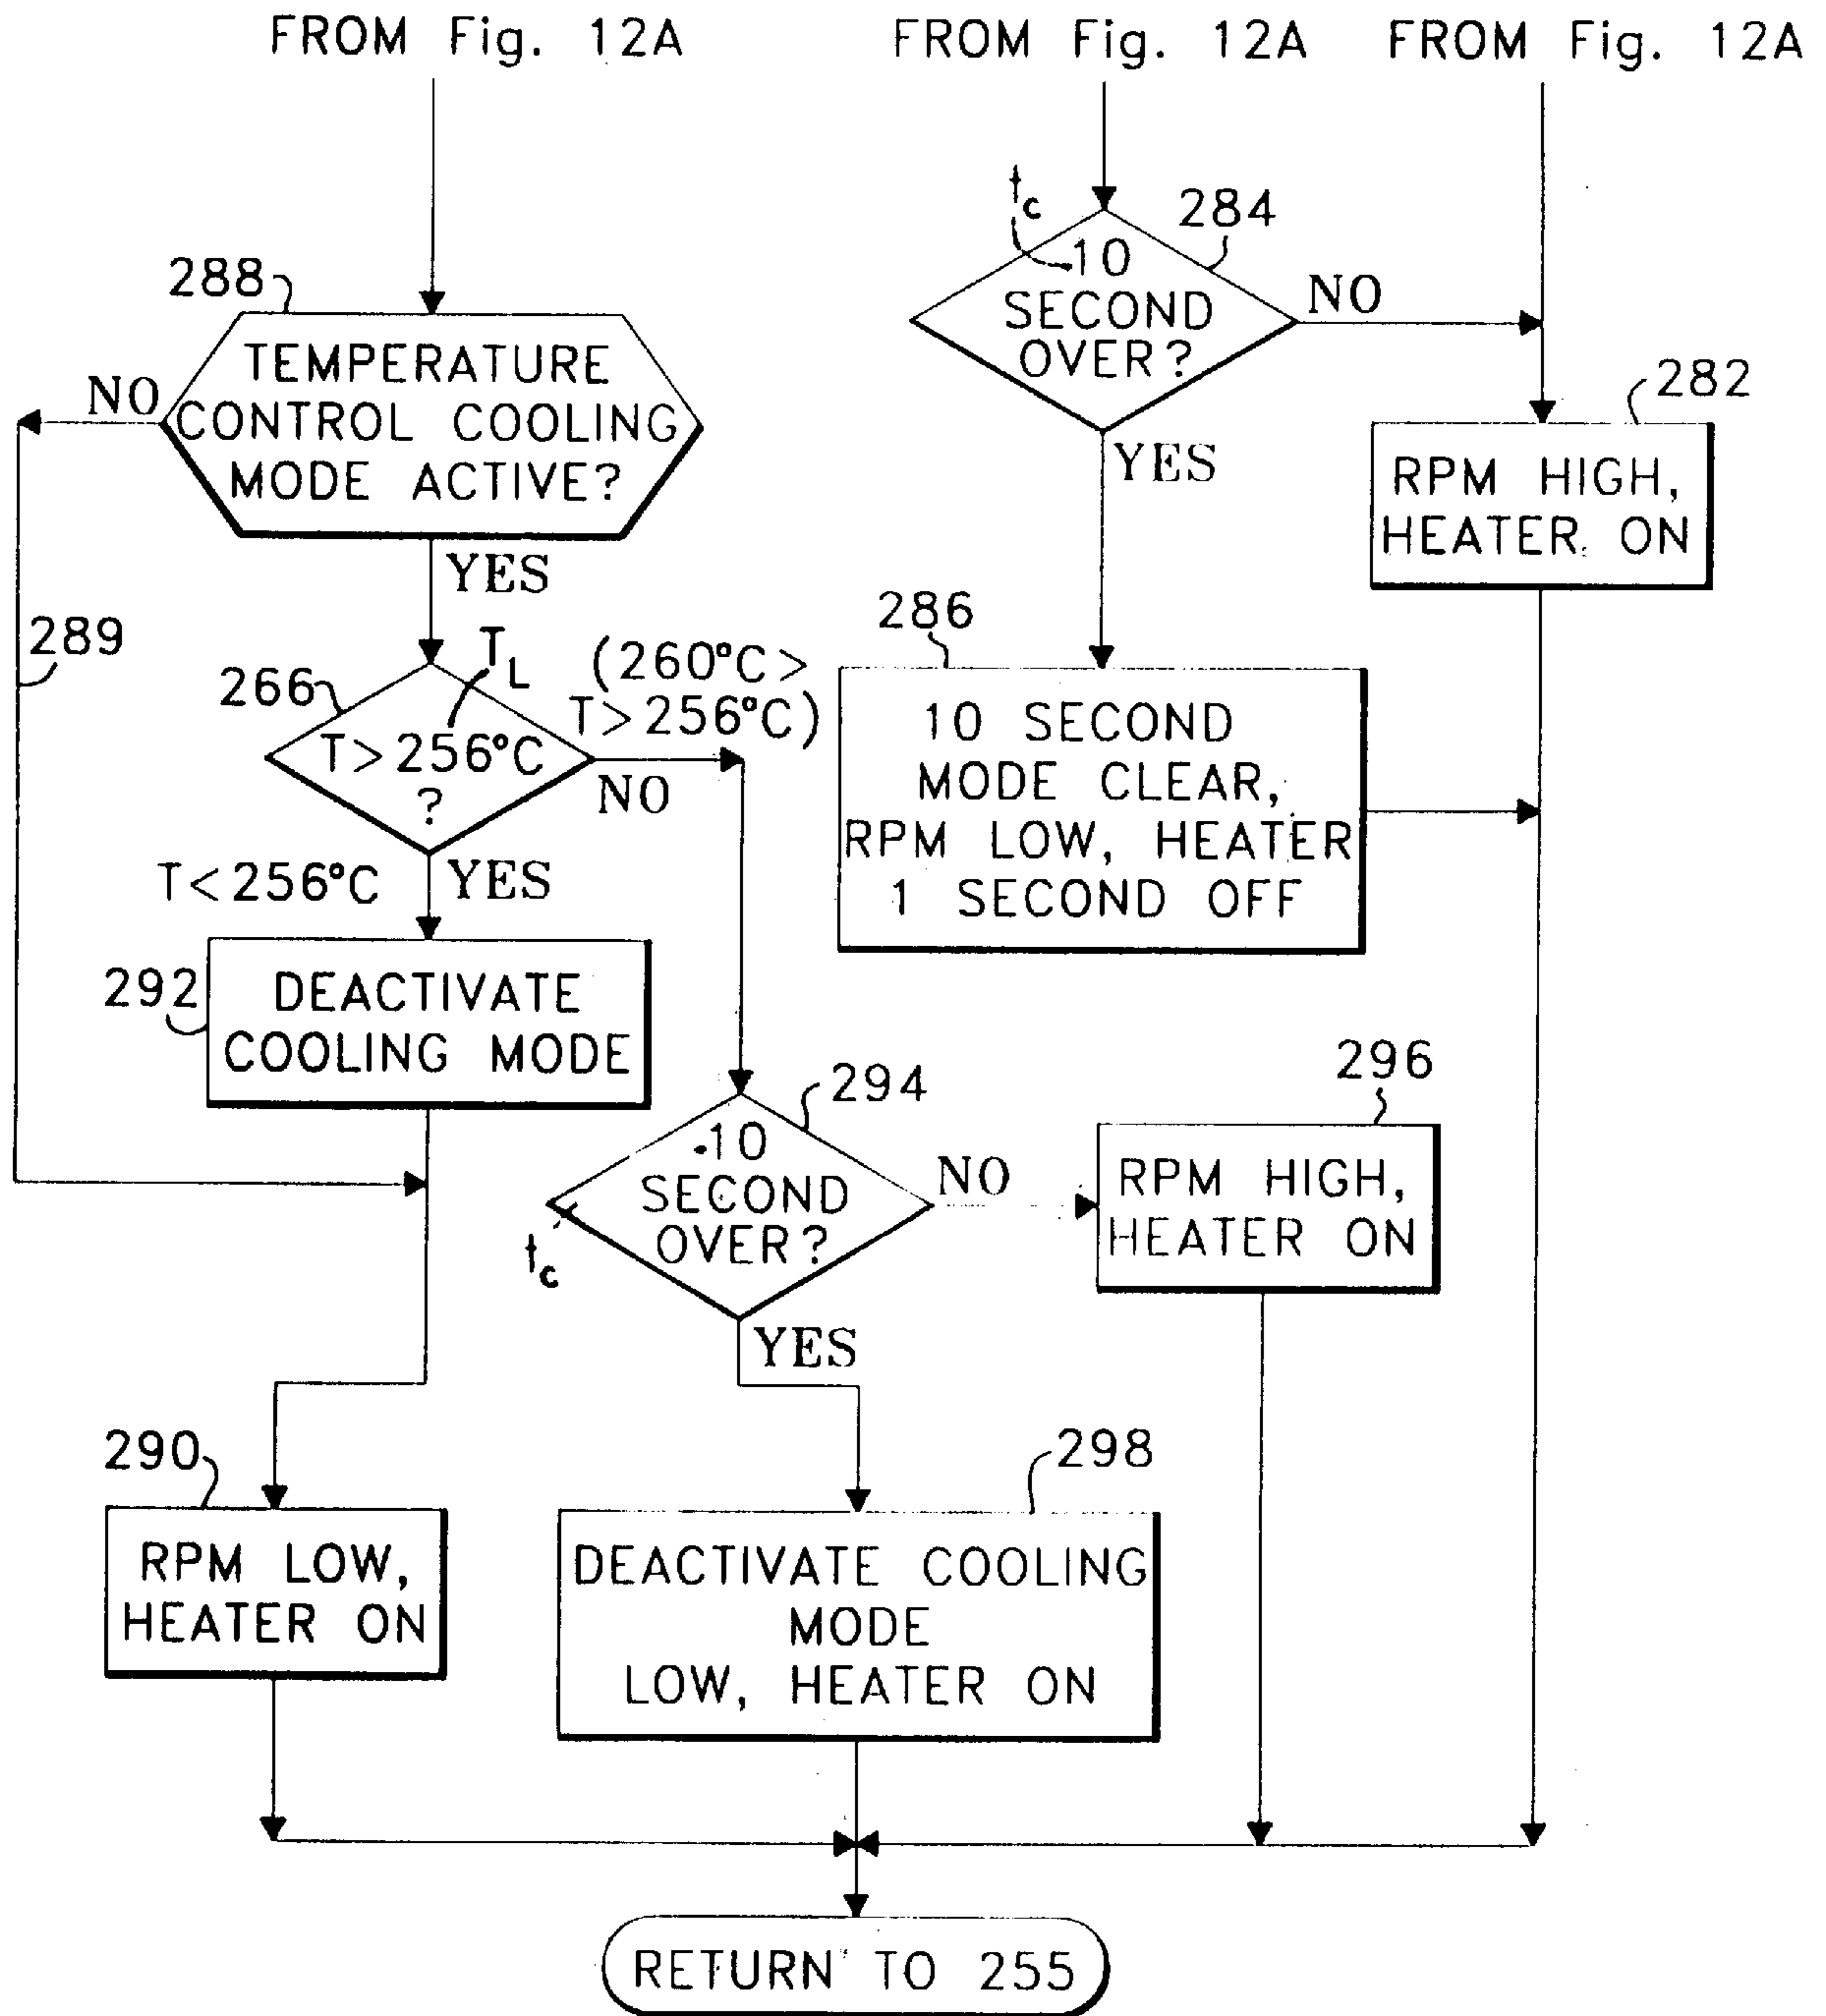 FROM Fig. 12A
FROM Fig. 12A
FROM Fig. 12A
tc
284
10
SECOND
OVER?
NO
YES
288
TEMPERATURE
CONTROL COOLING
MODE ACTIVE?
NO
YES
282
RPM HIGH,
HEATER ON
289
286
10 SECOND
MODE CLEAR,
RPM LOW, HEATER
1 SECOND OFF
266
TL
(260°C>
T>256°C)
T>256°C
?
NO
T<256°C
YES
292
DEACTIVATE
COOLING MODE
294
10
SECOND
OVER?
tc
NO
YES
296
RPM HIGH,
HEATER ON
290
RPM LOW,
HEATER ON
298
DEACTIVATE COOLING
MODE
LOW, HEATER ON
RETURN TO 255